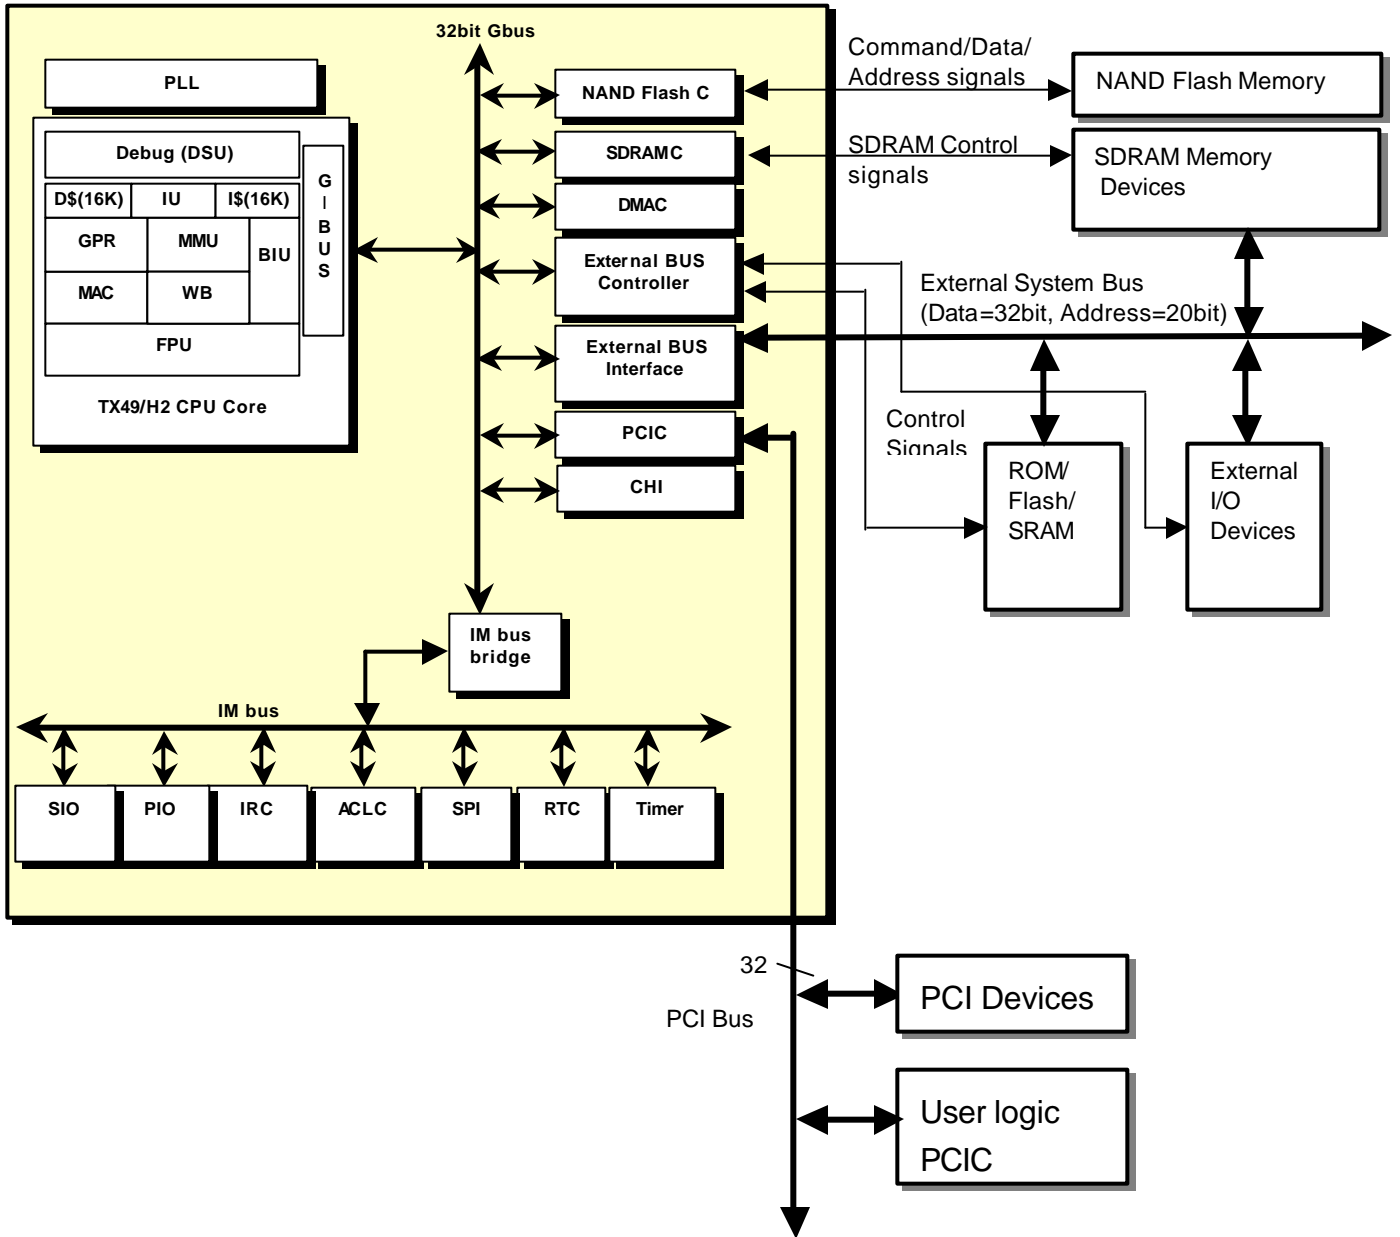 32bit Gbus
PLL
Debug (DSU)
D$(16K)
IU
I$(16K)
GPR
MMU
BIU
MAC
WB
FPU
G
I
B
U
S
TX49/H2 CPU Core
NAND Flash C
SDRAMC
DMAC
External BUS
Controller
External BUS
Interface
PCIC
CHI
IM bus
bridge
IM bus
SIO
PIO
IRC
ACLC
SPI
RTC
Timer
Command/Data/
Address signals
NAND Flash Memory
SDRAM Control
signals
SDRAM Memory
Devices
External System Bus
(Data=32bit, Address=20bit)
Control
Signals
ROM/
Flash/
SRAM
External
I/O
Devices
32
PCI Bus
PCI Devices
User logic
PCIC